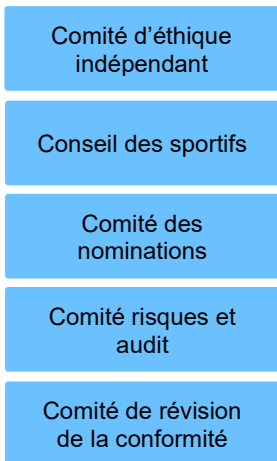 Comité d’éthique
indépendant
Conseil des sportifs
Comité des
nominations
Comité risques et
audit
Comité de révision
de la conformité